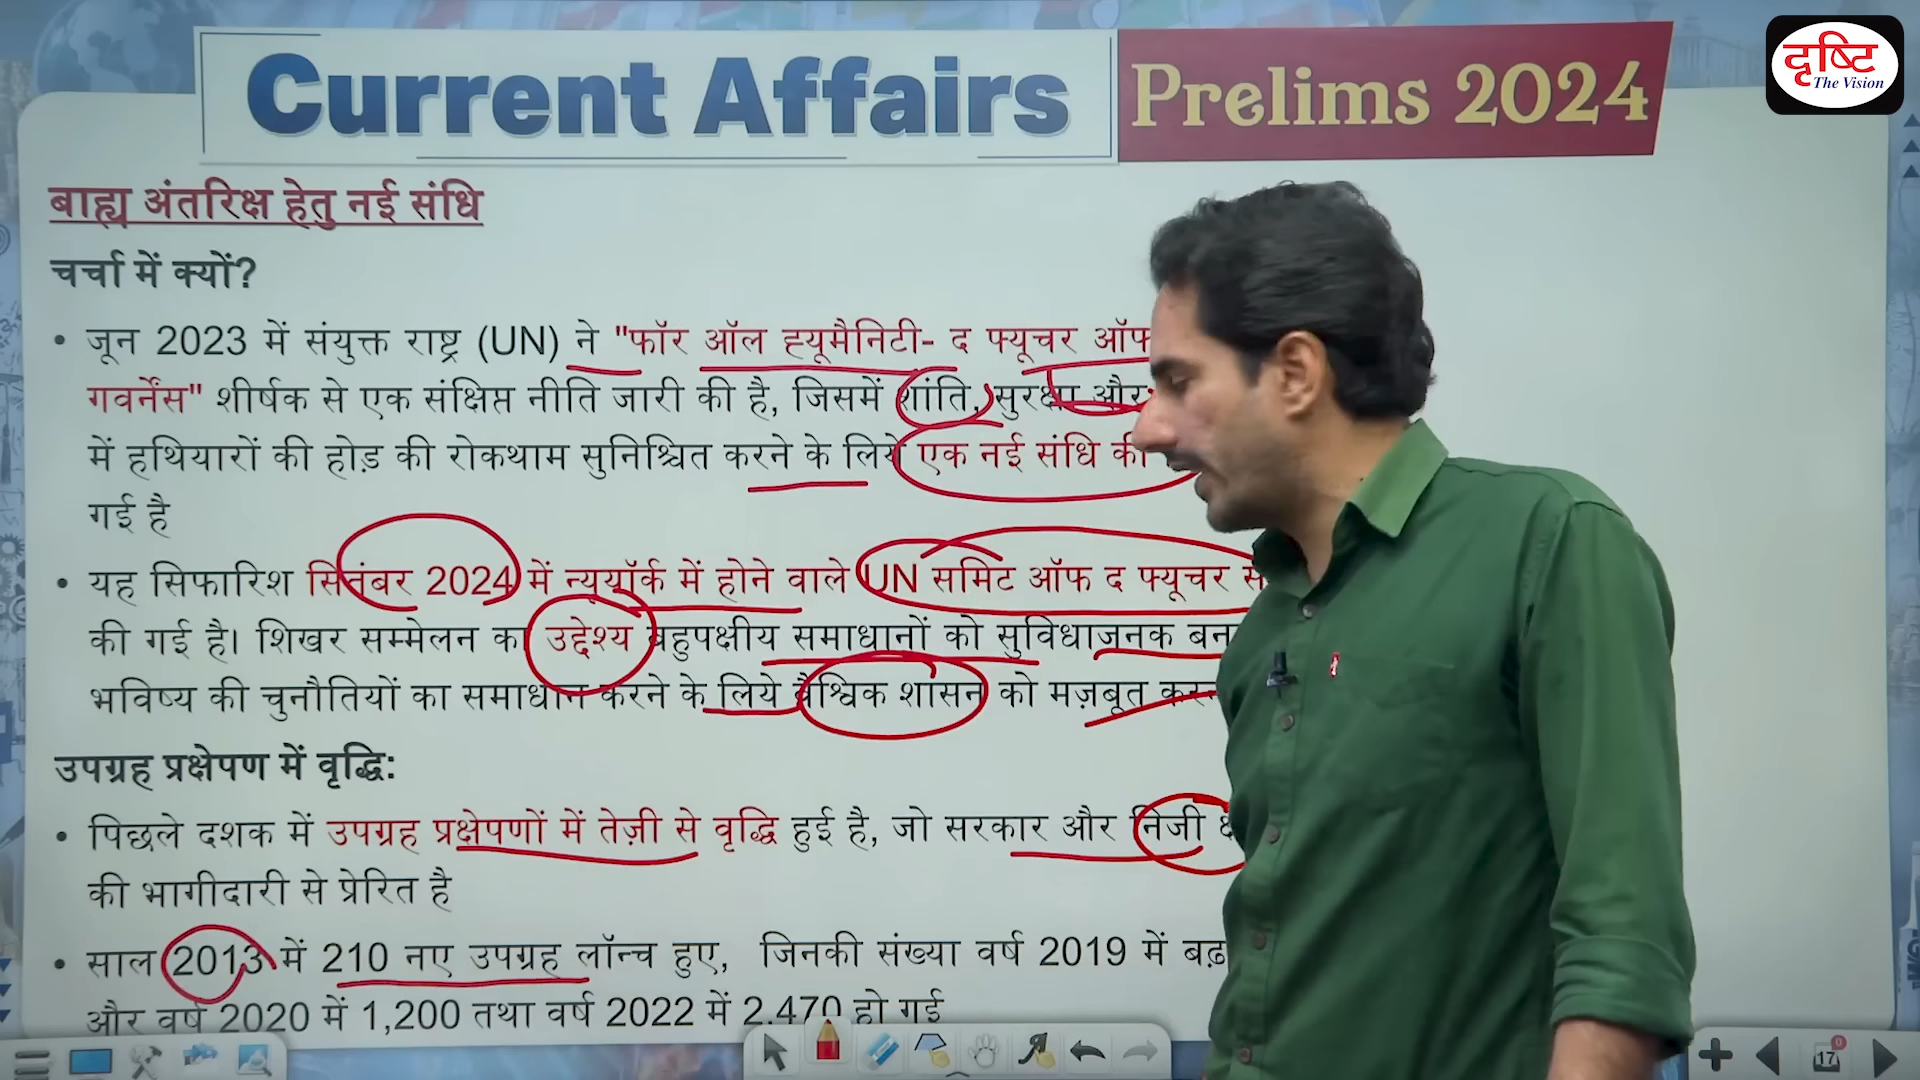 Current Affairs Prelims 2024
दृष्टि
The Vision
बाह्य अंतरिक्ष हेतु नई संधि
चर्चा में क्यों?
• जून 2023 में संयुक्त राष्ट्र (UN) ने "फॉर ऑल ह्यूमैनिटी- द फ्यूचर ऑफ
गवर्नेंस" शीर्षक से एक संक्षिप्त नीति जारी की है, जिसमें शांति, सुरक्षा और
में हथियारों की होड़ की रोकथाम सुनिश्चित करने के लिये एक नई संधि की
गई है
• यह सिफारिश सितंबर 2024 में न्यूयॉर्क में होने वाले UN समिट ऑफ द फ्यूचर से
की गई है। शिखर सम्मेलन का उद्देश्य बहुपक्षीय समाधानों को सुविधाजनक
भविष्य की चुनौतियों का समाधान करने के लिये वैश्विक शासन को मज़बूत
उपग्रह प्रक्षेपण में वृद्धि:
• पिछले दशक में उपग्रह प्रक्षेपणों में तेज़ी से वृद्धि हुई है, जो सरकार और निजी
की भागीदारी से प्रेरित है
• साल 2013 में 210 नए उपग्रह लॉन्च हुए, जिनकी संख्या वर्ष 2019 में बढ़
और वर्ष 2020 में 1,200 तथा वर्ष 2022 में 2,470 हो गई
17
0